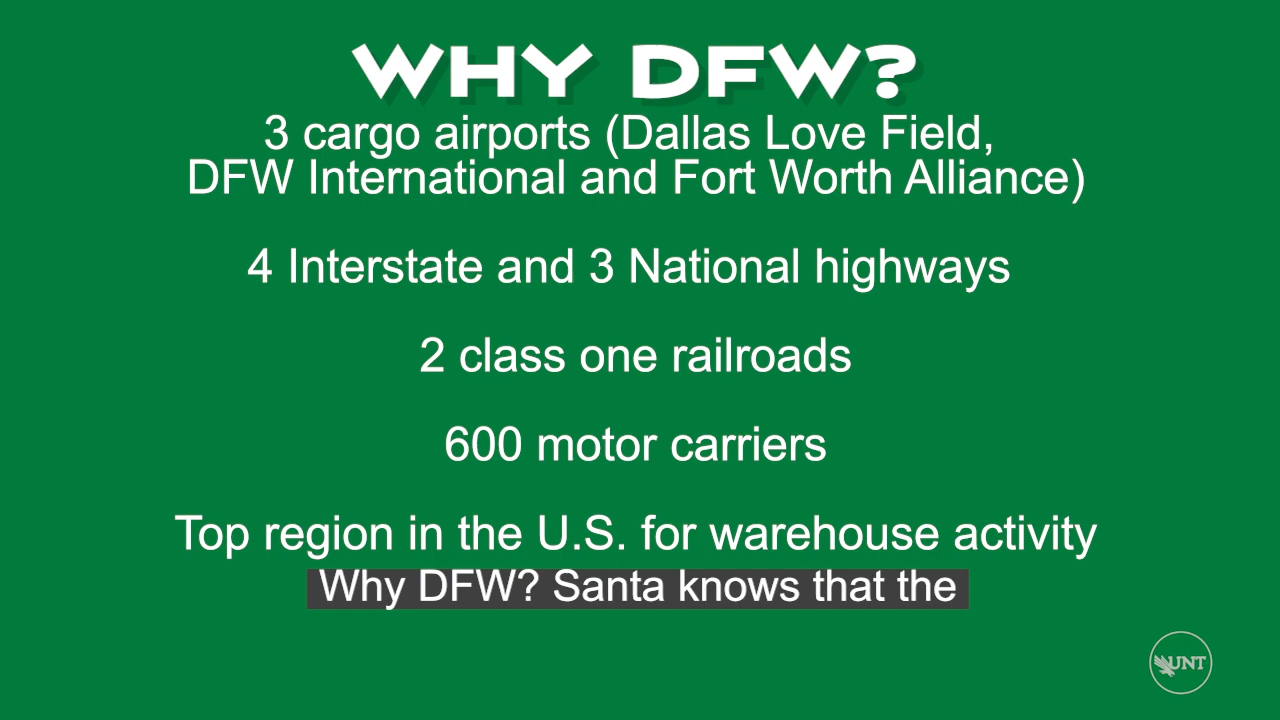 WHY DFW?
3 cargo airports (Dallas Love Field,
DFW International and Fort Worth Alliance)
4 Interstate and 3 National highways
2 class one railroads
600 motor carriers
Top region in the U.S. for warehouse activity
Why DFW? Santa knows that the
UNT